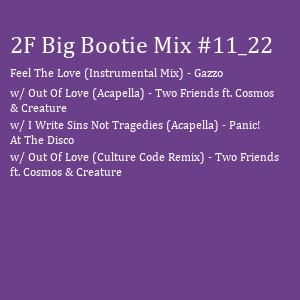 2F Big Bootie Mix #11_22
Feel The Love (Instrumental Mix) - Gazzo
w/ Out Of Love (Acapella) - Two Friends ft. Cosmos
& Creature
w/ I Write Sins Not Tragedies (Acapella) - Panic!
At The Disco
w/ Out Of Love (Culture Code Remix) - Two Friends
ft. Cosmos & Creature